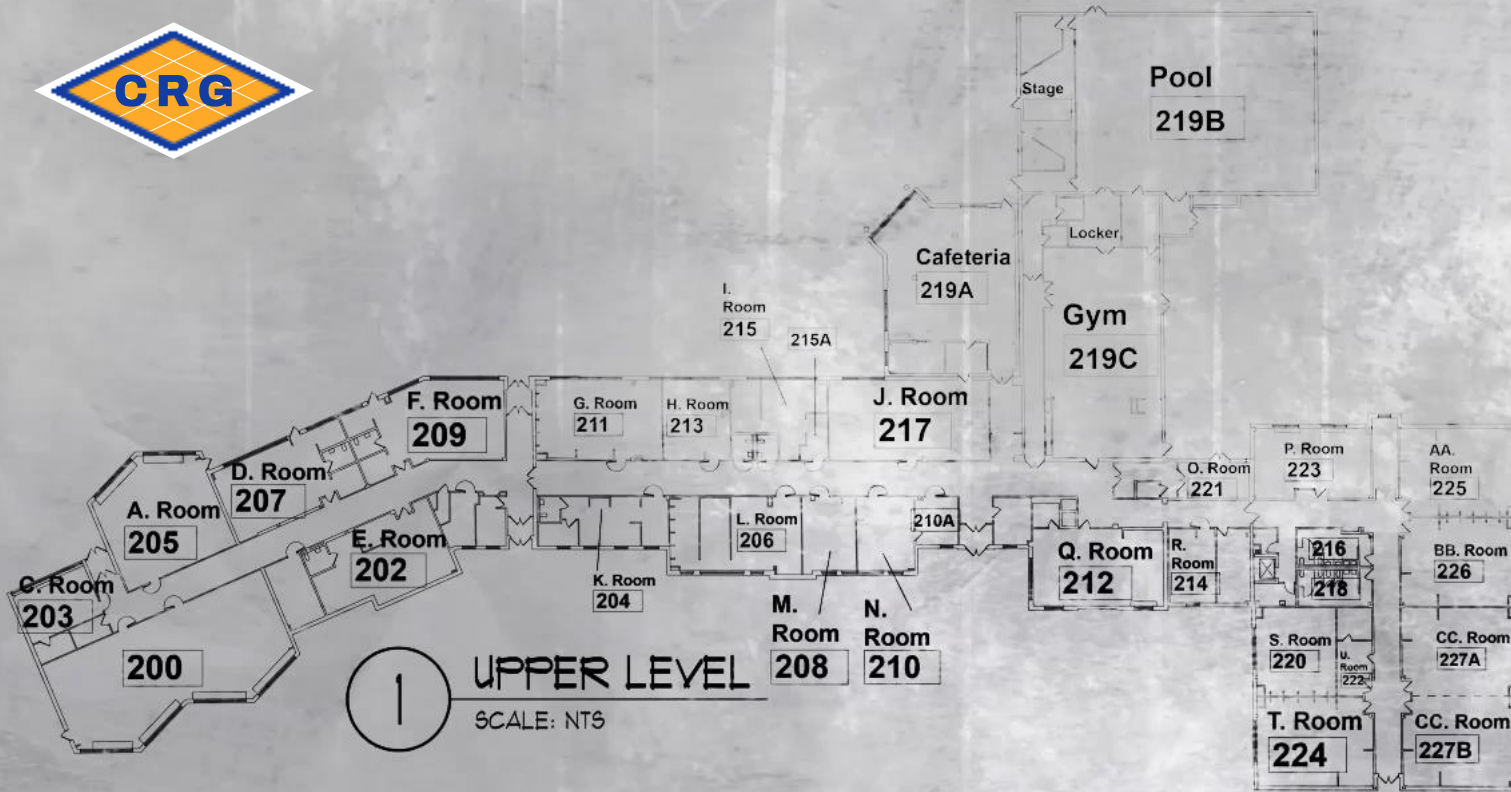 CRG
Stage
Pool
219B
Locker
Cafeteria
219A
I.
Room
215
215A
Gym
219C
F. Room
209
G. Room
211
H. Room
213
J. Room
217
D. Room
207
A. Room
205
E. Room
202
C. Room
203
200
K. Room
204
L. Room
206
210A
M.
Room
208
N.
Room
210
O. Room
221
P. Room
223
AA.
Room
225
Q. Room
212
R.
Room
214
216
218
BB. Room
226
S. Room
220
U.
Room
222
CC. Room
227A
T. Room
224
CC. Room
227B
1
UPPER LEVEL
SCALE: NTS